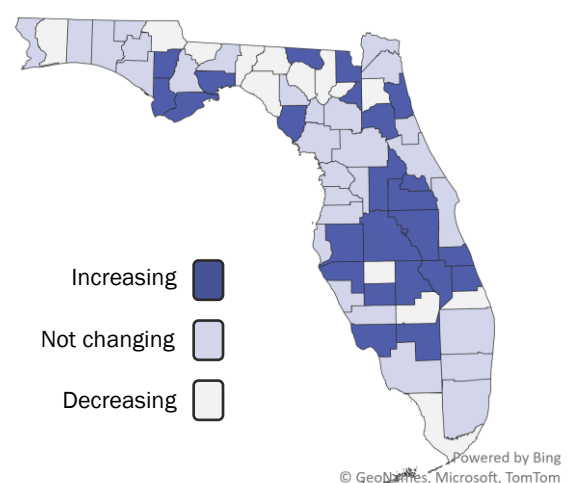 Increasing
Not changing
Decreasing
Powered by Bing
© GeoNames, Microsoft, TomTom